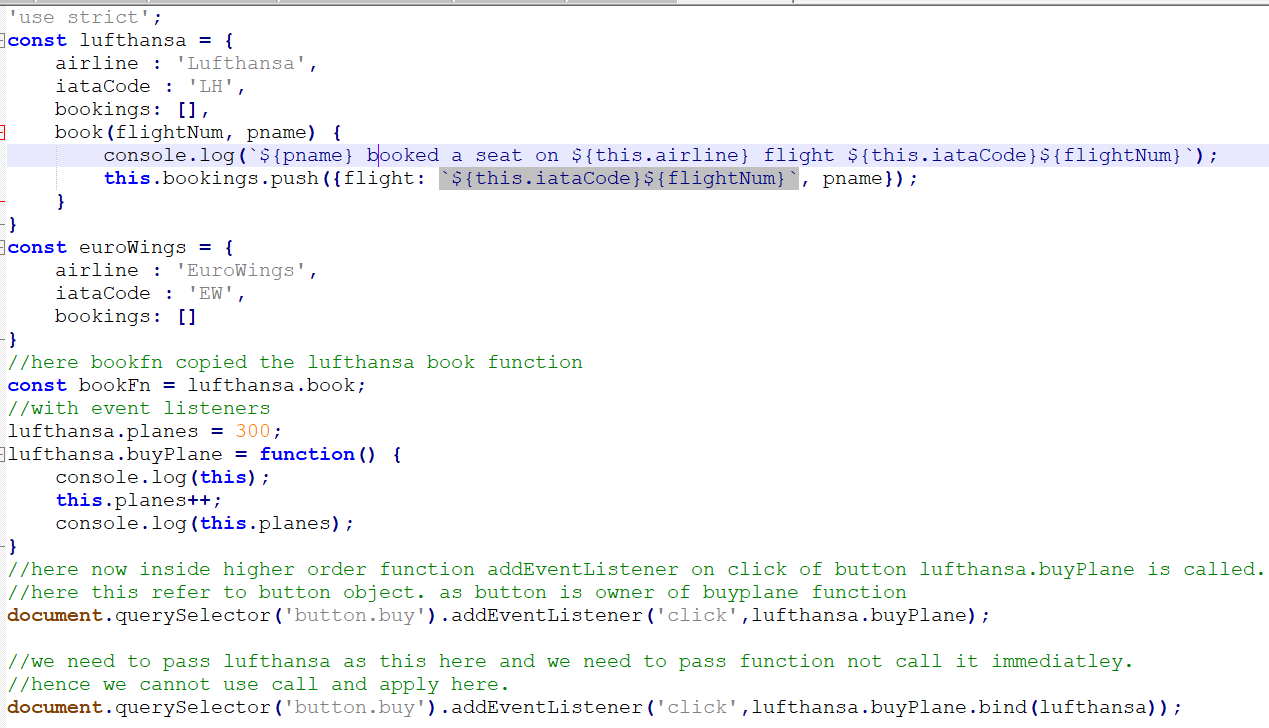 'use strict';
const lufthansa = {
    airline : 'Lufthansa',
    iataCode : 'LH',
    bookings: [],
    book(flightNum, pname) {
        console.log(`${pname} booked a seat on ${this.airline} flight ${this.iataCode}${flightNum}`);
        this.bookings.push({flight: `${this.iataCode}${flightNum}`, pname});
    }
}
const euroWings = {
    airline : 'EuroWings',
    iataCode : 'EW',
    bookings: []
}
//here bookfn copied the lufthansa book function
const bookFn = lufthansa.book;
//with event listeners
lufthansa.planes = 300;
lufthansa.buyPlane = function() {
    console.log(this);
    this.planes++;
    console.log(this.planes);
}
//here now inside higher order function addEventListener on click of button lufthansa.buyPlane is called.
//here this refer to button object. as button is owner of buyplane function
document.querySelector('button.buy').addEventListener('click',lufthansa.buyPlane);

//we need to pass lufthansa as this here and we need to pass function not call it immediatley.
//hence we cannot use call and apply here.
document.querySelector('button.buy').addEventListener('click',lufthansa.buyPlane.bind(lufthansa));